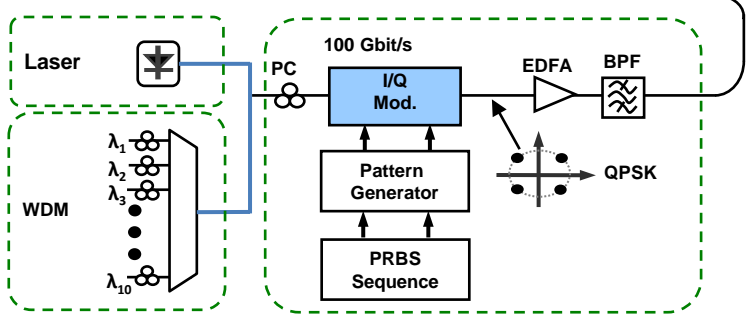 Laser
WDM
λ1
λ2
λ3
λ10
PC
100 Gbit/s
I/Q
Mod.
Pattern
Generator
PRBS
Sequence
EDFA
BPF
QPSK